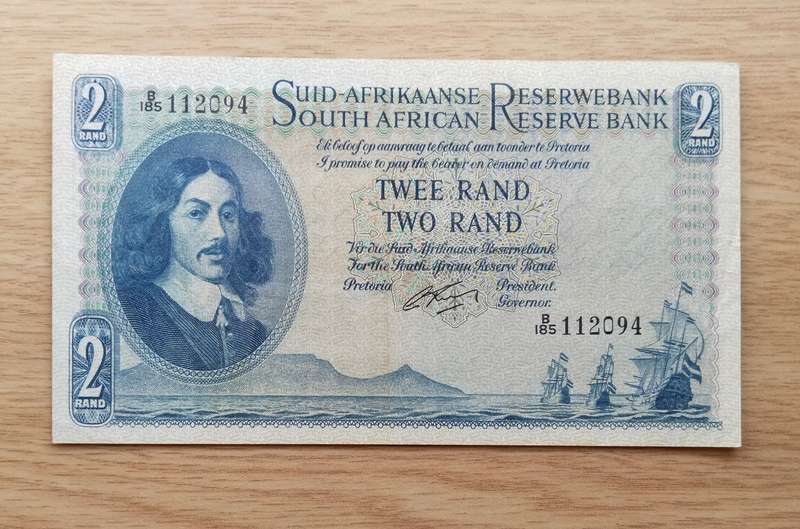 2
RAND
B/185 112094
SUID-AFRIKAANSE RESERWEBANK
SOUTH AFRICAN RESERVE BANK
2
RAND
Ek beloof op aanvraag te betaal aan toonder te Pretoria
I promise to pay the bearer on demand at Pretoria
TWEE RAND
TWO RAND
Vir die Suid-Afrikaanse Reserwebank
For the South African Reserve Bank
Pretoria President.
Governor.
B/185 112094
2
RAND